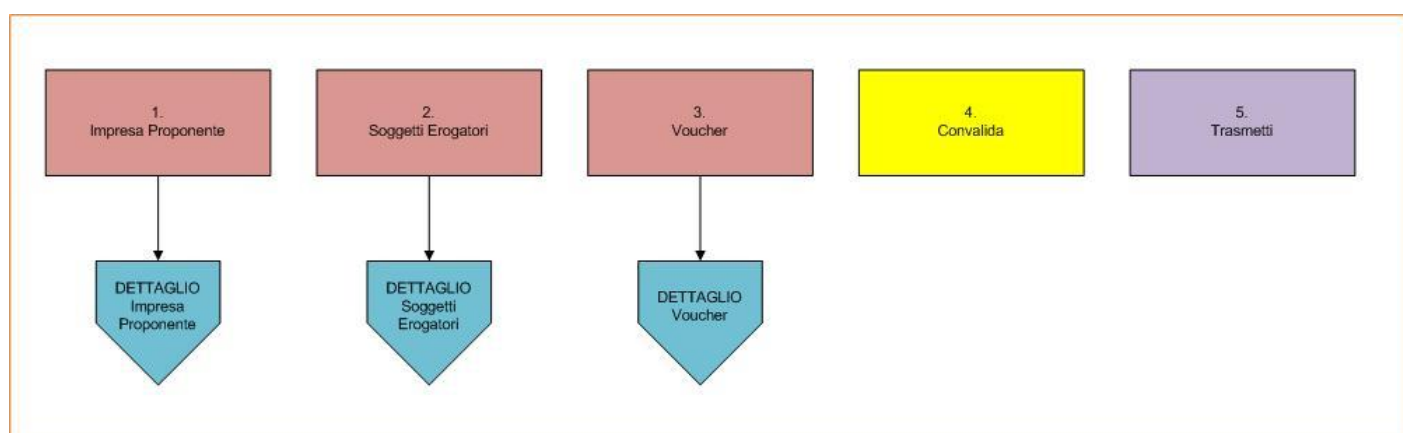 1.
Impresa Proponente
2.
Soggetti Erogatori
3.
Voucher
4.
Convalida
5.
Trasmetti
DETTAGLIO
Impresa
Proponente
DETTAGLIO
Soggetti
Erogatori
DETTAGLIO
Voucher